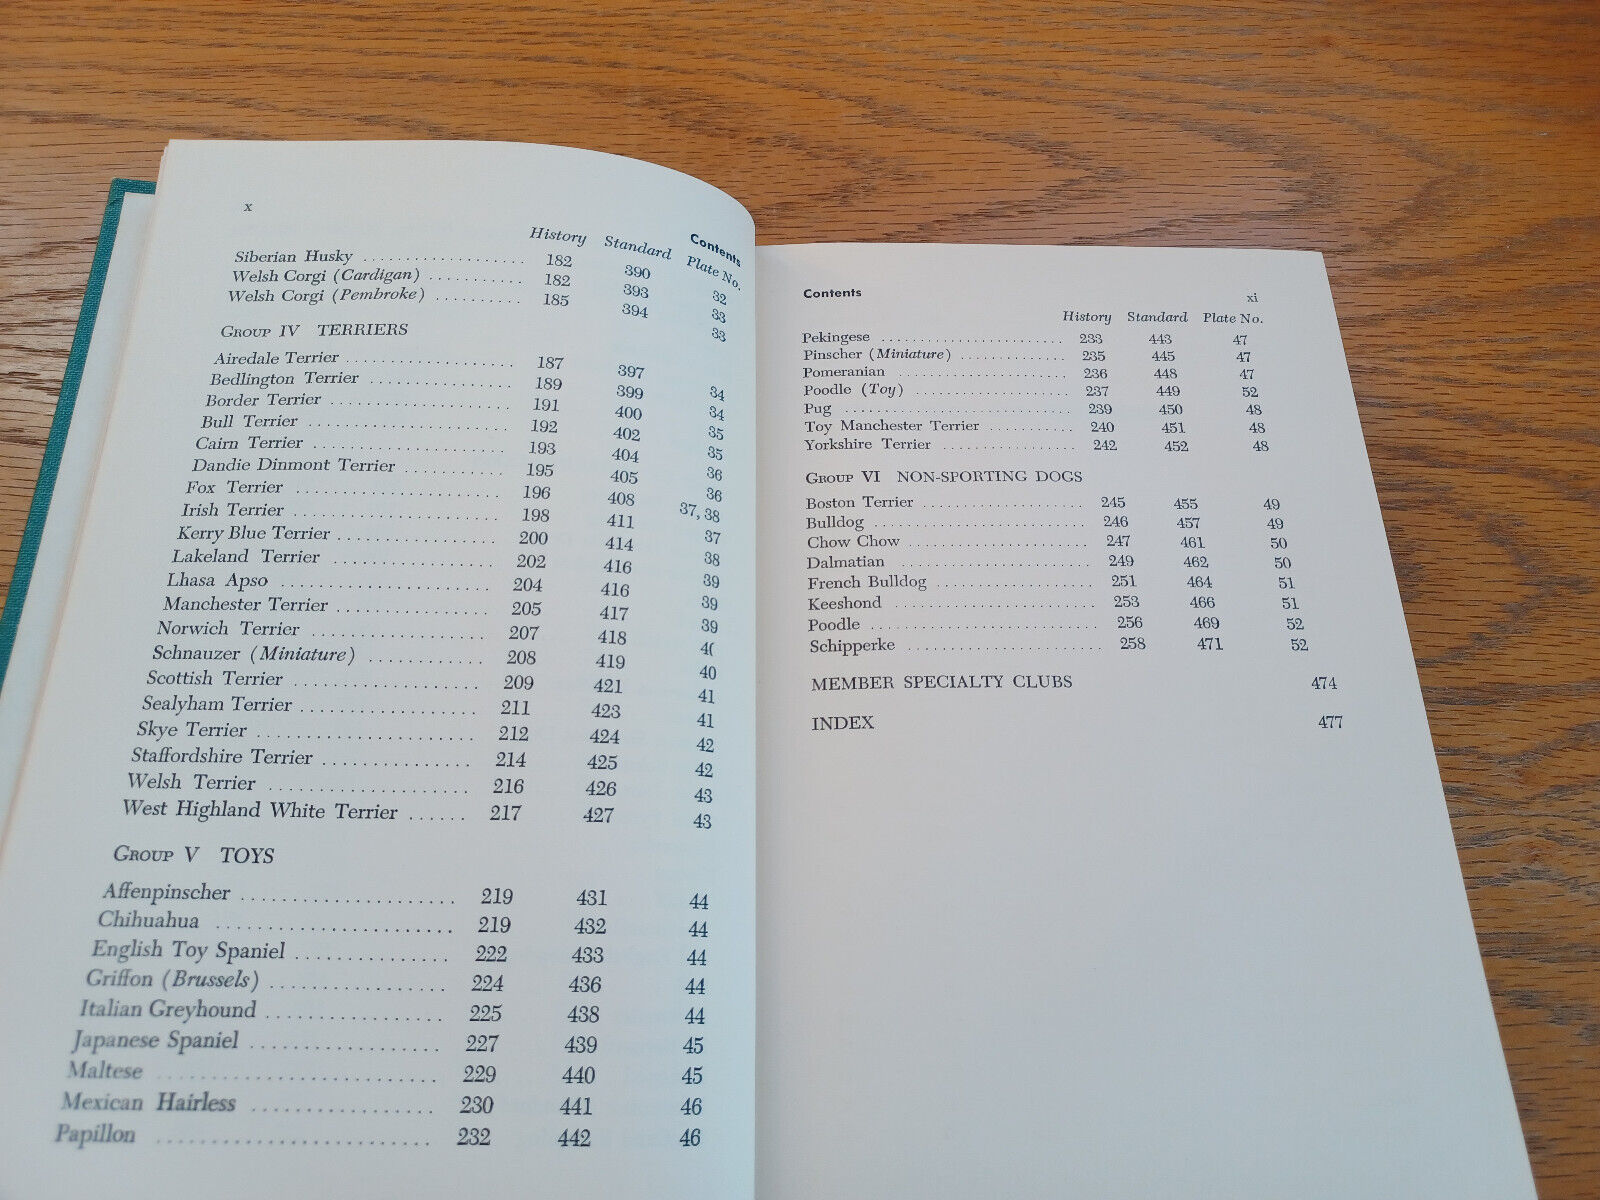 x
Contents
History Standard Plate No.
Siberian Husky ................... 182 390 32
Welsh Corgi (Cardigan) ........... 182 393 33
Welsh Corgi (Pembroke) .......... 185 394 33
GROUP IV TERRIERS
Airedale Terrier .................... 187 397 34
Bedlington Terrier ................. 189 399 34
Border Terrier ..................... 191 400 35
Bull Terrier ....................... 192 402 35
Cairn Terrier ...................... 193 404 36
Dandie Dinmont Terrier ........... 195 405 36
Fox Terrier ....................... 196 408 37, 38
Irish Terrier ....................... 198 411 37
Kerry Blue Terrier ................ 200 414 38
Lakeland Terrier .................. 202 416 39
Lhasa Apso ...................... 204 416 39
Manchester Terrier ................ 205 417 39
Norwich Terrier ................... 207 418 40
Schnauzer (Miniature) ............ 208 419 40
Scottish Terrier .................... 209 421 41
Sealyham Terrier .................. 211 423 41
Skye Terrier ....................... 212 424 42
Staffordshire Terrier ............... 214 425 42
Welsh Terrier ..................... 216 426 43
West Highland White Terrier ...... 217 427 43
GROUP V TOYS
Affenpinscher ...................... 219 431 44
Chihuahua ........................ 219 432 44
English Toy Spaniel ............... 222 433 44
Griffon (Brussels) ................. 224 436 44
Italian Greyhound ................. 225 438 44
Japanese Spaniel ................... 227 439 45
Maltese .......................... 229 440 45
Mexican Hairless .................. 230 441 46
Papillon .......................... 232 442 46
Contents
xi
History Standard Plate No.
Pekingese .......................... 233 443 47
Pinscher (Miniature) ............... 235 445 47
Pomeranian ........................ 236 448 47
Poodle (Toy) ...................... 237 449 52
Pug ............................... 239 450 48
Toy Manchester Terrier ............ 240 451 48
Yorkshire Terrier ................... 242 452 48
GROUP VI NON-SPORTING DOGS
Boston Terrier ..................... 245 455 49
Bulldog ........................... 246 457 49
Chow Chow ....................... 247 461 50
Dalmatian ......................... 249 462 50
French Bulldog .................... 251 464 51
Keeshond ......................... 253 466 51
Poodle ............................ 256 469 52
Schipperke ........................ 258 471 52
MEMBER SPECIALTY CLUBS 474
INDEX 477